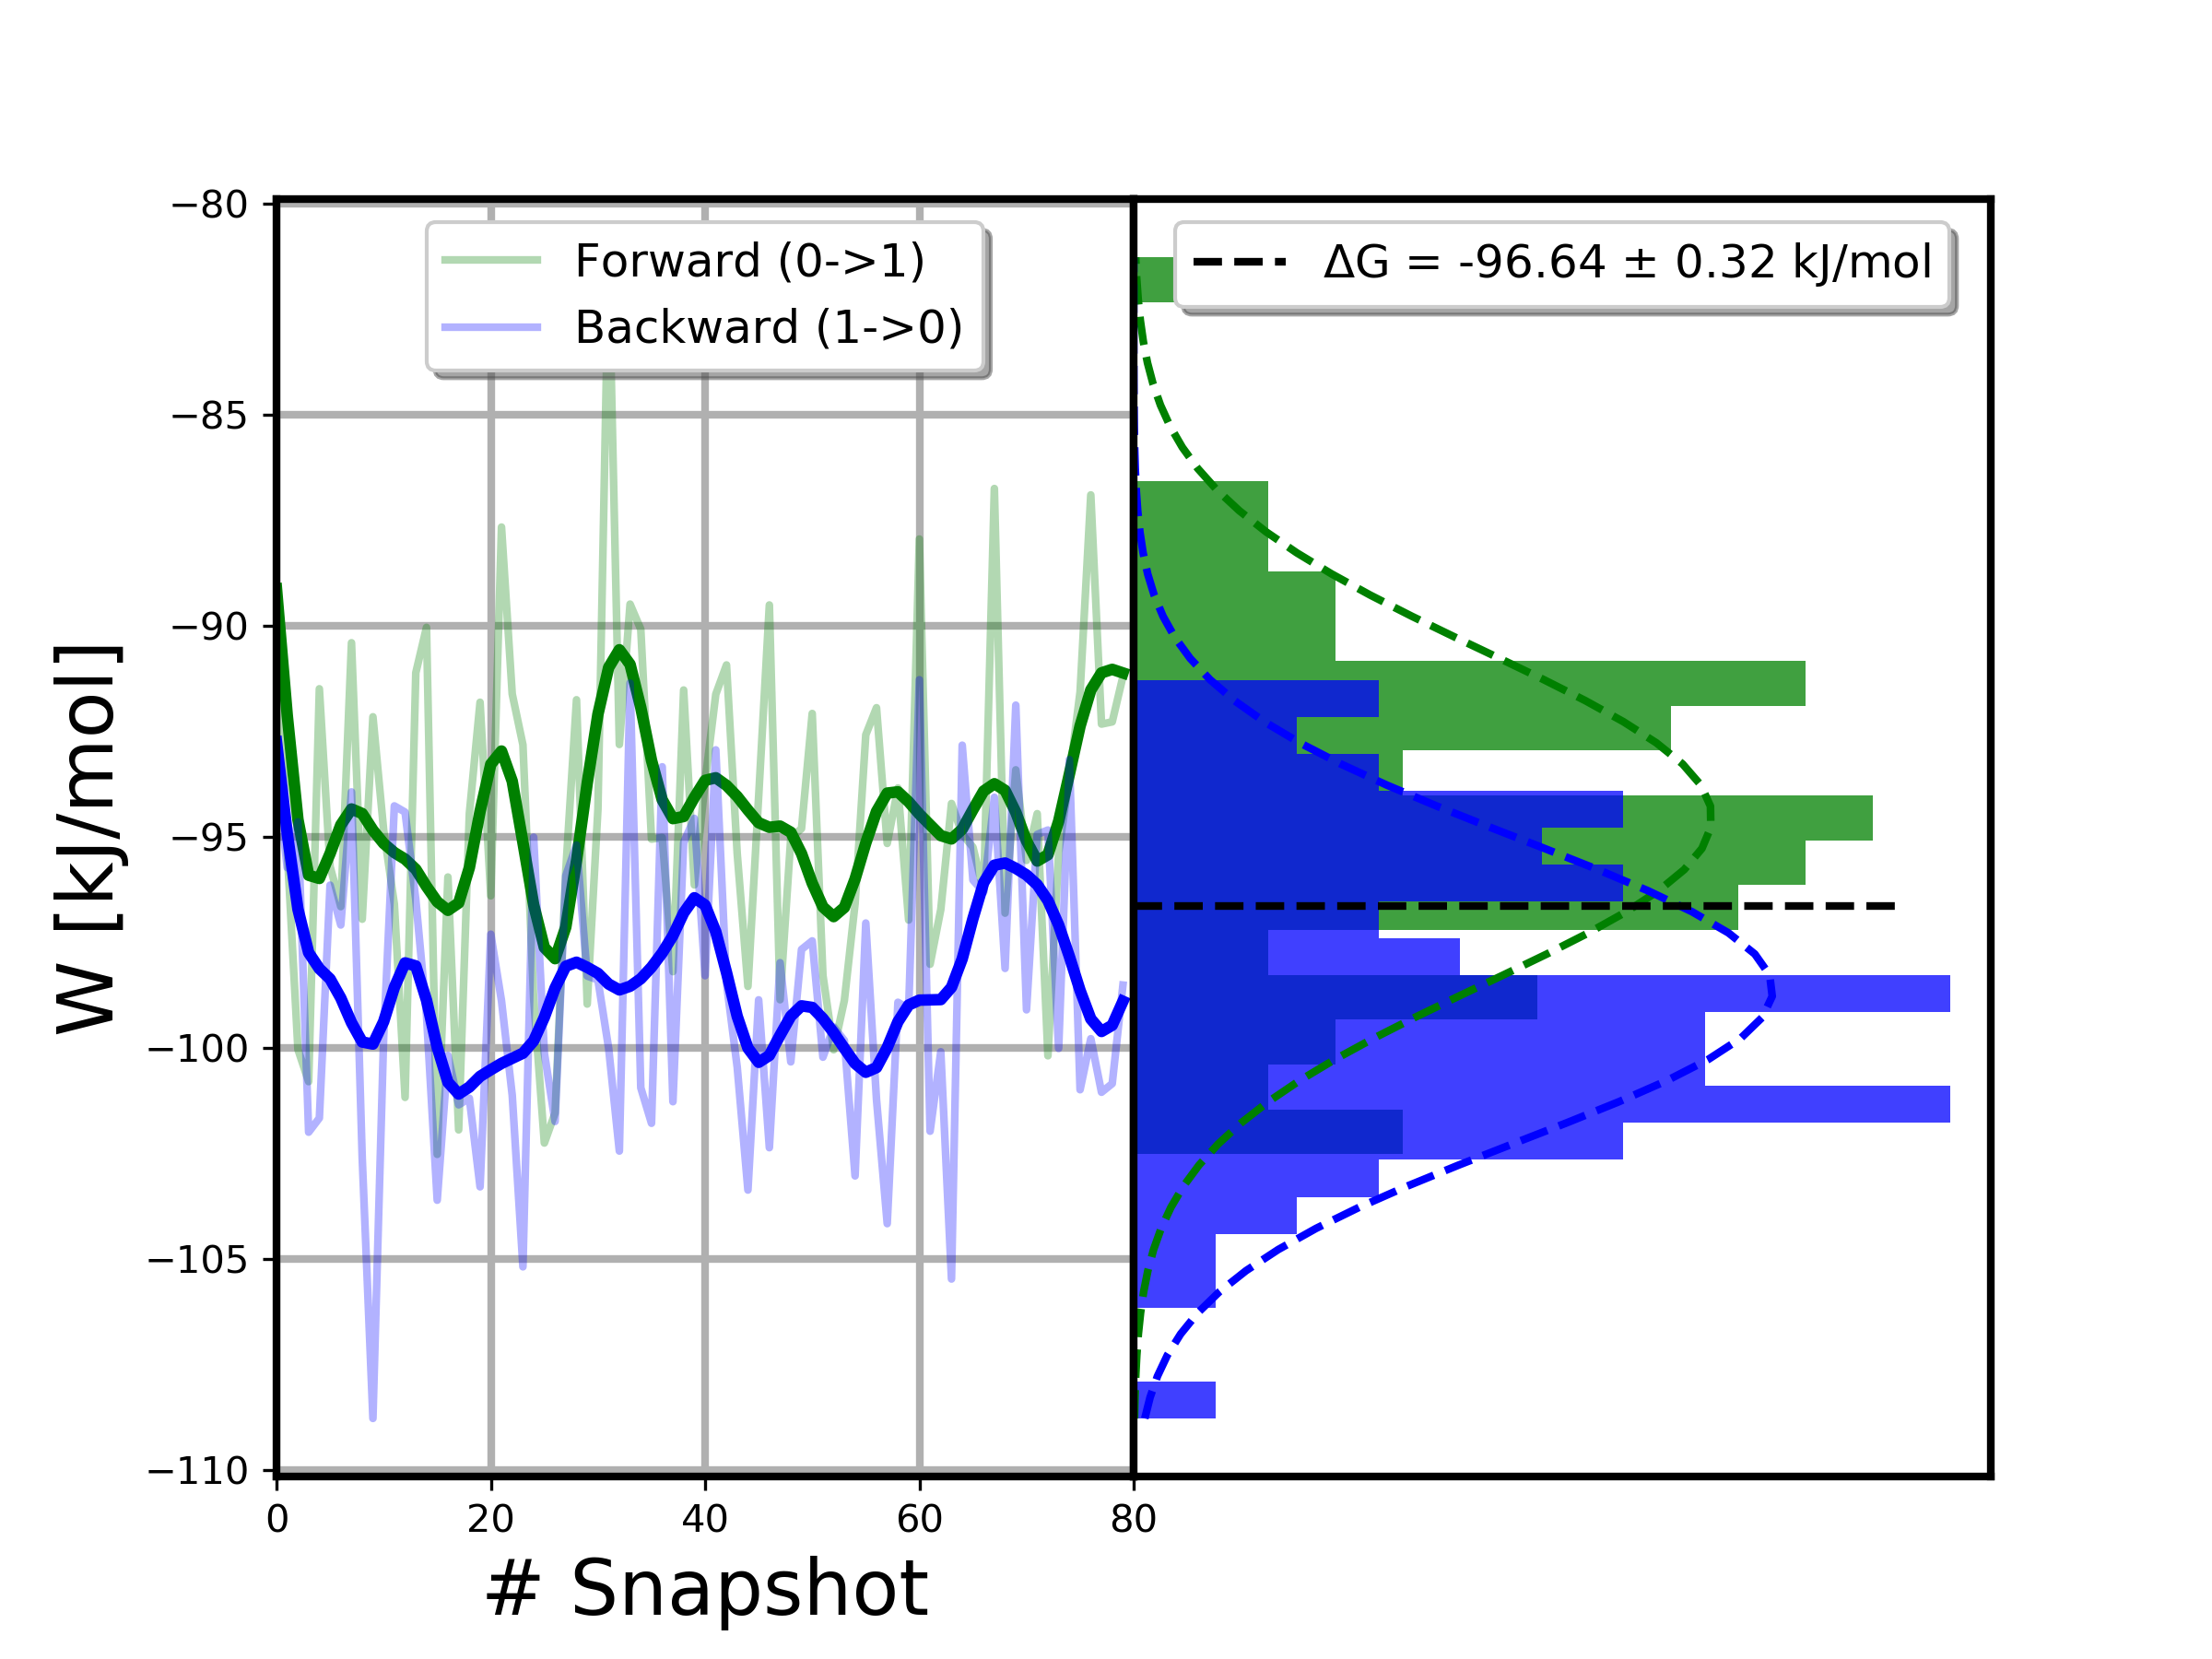 −80
−85
−90
−95
−100
−105
−110
W [kJ/mol]
Forward (0->1)
Backward (1->0)
ΔG = -96.64 ± 0.32 kJ/mol
0 20 40 60 80
# Snapshot